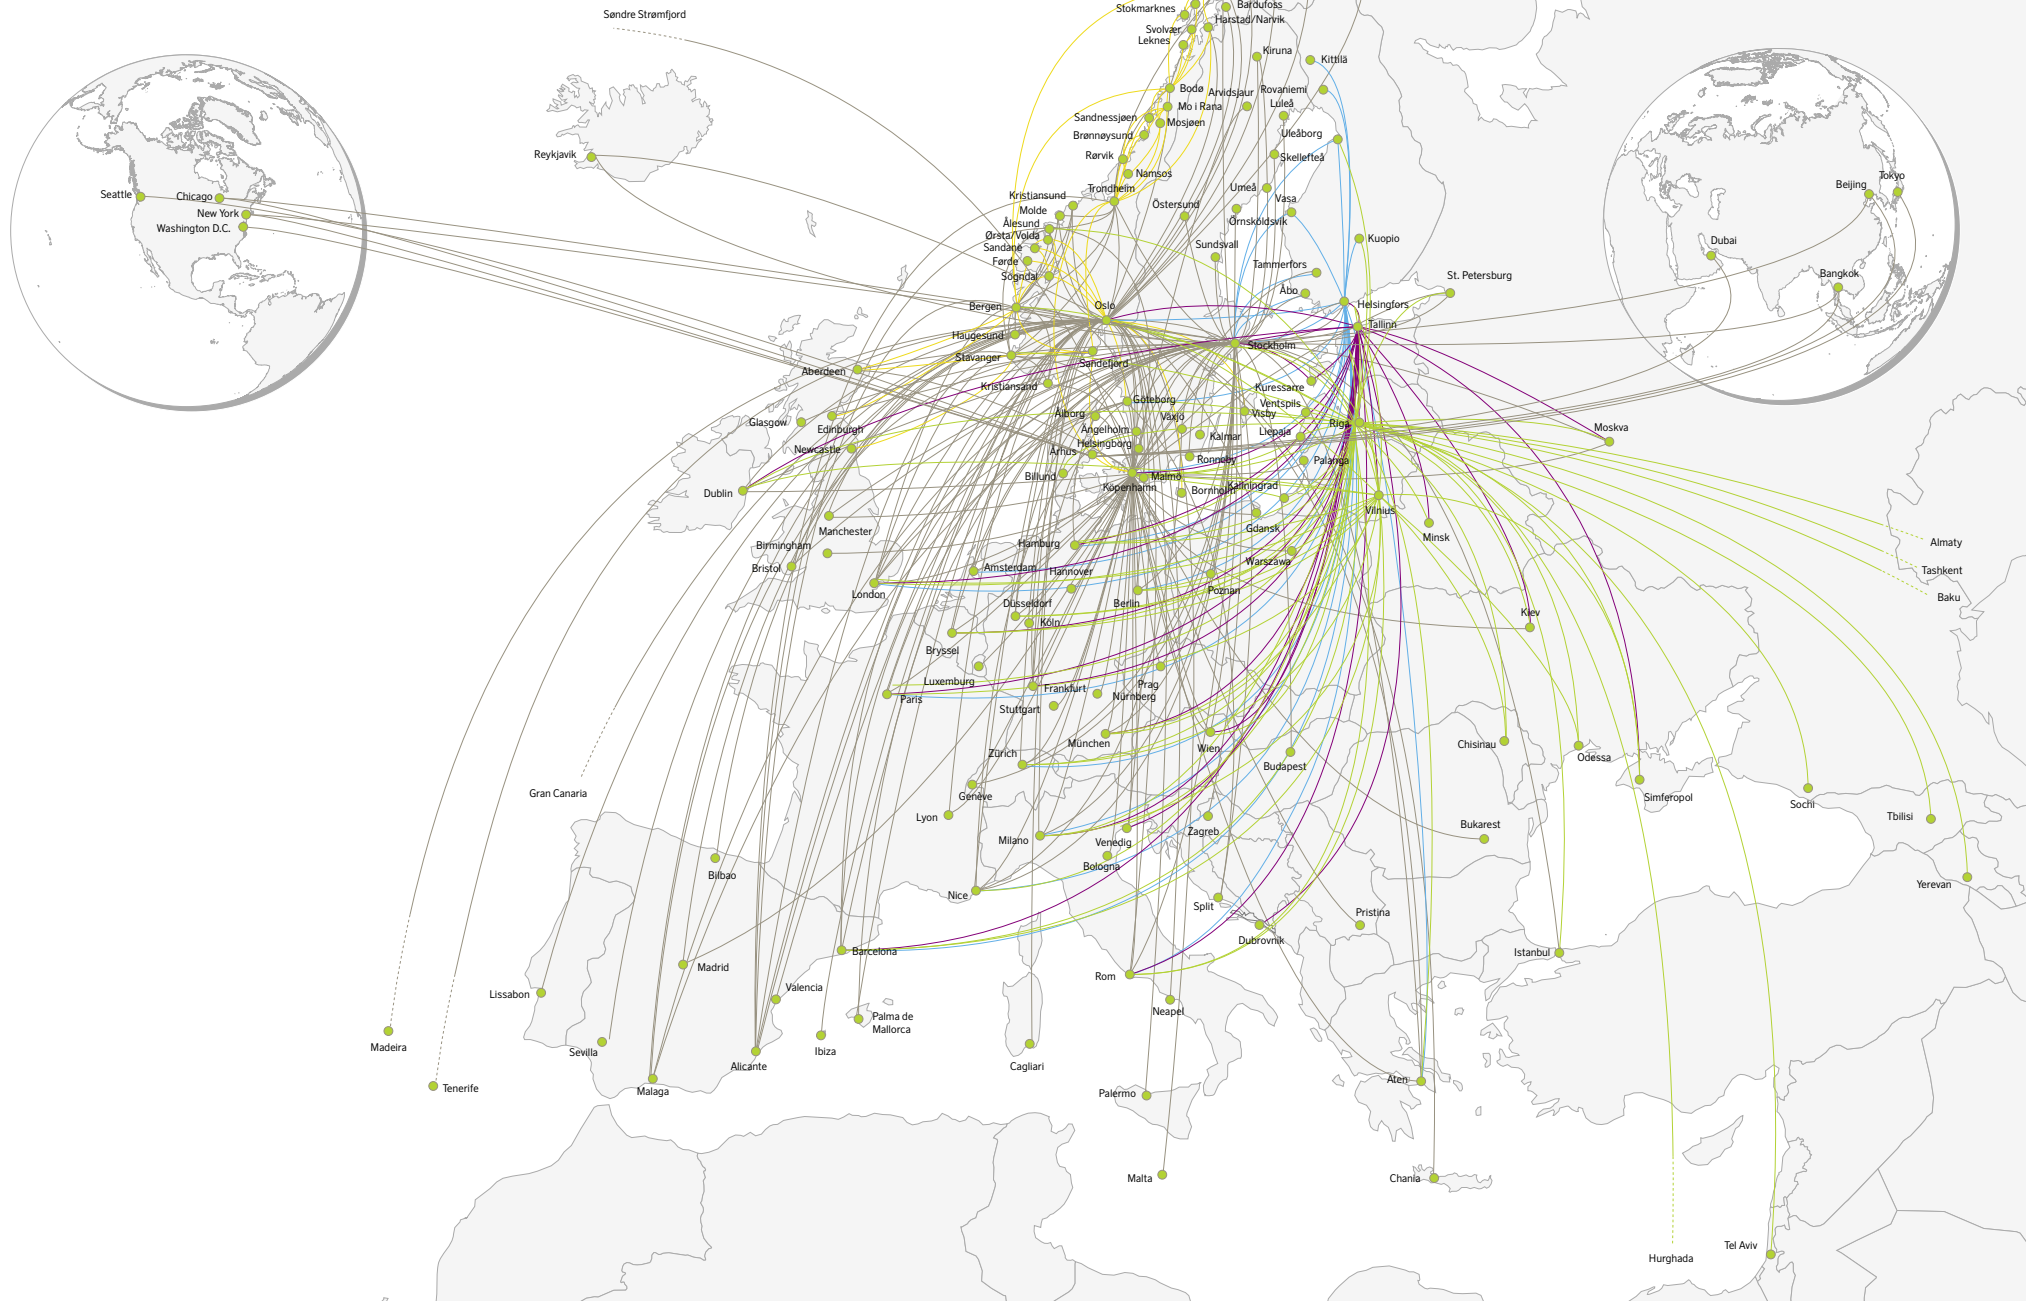 Søndre Strømfjord
Stokmarknes
Bardufoss
Harstad/Narvik
Svolvær
Leknes
Kiruna
Kittilä
Bodø
Arvidsjaur
Rovaniemi
Luleå
Mo i Rana
Sandnessjøen
Mosjøen
Brønnøysund
Uleåborg
Reykjavik
Rørvik
Skellefteå
Namsos
Trondheim
Umeå
Vasa
Seattle
Chicago
New York
Washington D.C.
Kristiansund
Molde
Ålesund
Ørsta/Volda
Sandane
Førde
Sogndal
Östersund
Örnsköldsvik
Sundsvall
Kuopio
Tammerfors
St. Petersburg
Åbo
Beijing
Tokyo
Dubai
Bangkok
Bergen
Oslo
Helsingfors
Tallinn
Haugesund
Stavanger
Stockholm
Sandefjord
Aberdeen
Kristiansand
Kuressarre
Göteborg
Ventspils
Visby
Glasgow
Edinburgh
Ålborg
Växjö
Riga
Moskva
Ängelholm
Kalmar
Liepaja
Newcastle
Helsingborg
Århus
Ronneby
Palanga
Billund
Malmö
Köpenhamn
Bornholm
Kaliningrad
Dublin
Vilnius
Manchester
Gdansk
Minsk
Birmingham
Hamburg
Almaty
Bristol
Amsterdam
Hannover
Warszawa
Tashkent
London
Düsseldorf
Berlin
Poznan
Baku
Köln
Kiev
Bryssel
Luxemburg
Paris
Frankfurt
Prag
Nürnberg
Stuttgart
München
Wien
Zürich
Budapest
Chisinau
Odessa
Gran Canaria
Genève
Simferopol
Sochi
Lyon
Tbilisi
Milano
Venedig
Zagreb
Bukarest
Bologna
Bilbao
Yerevan
Nice
Split
Pristina
Dubrovnik
Barcelona
Istanbul
Madrid
Rom
Lissabon
Valencia
Neapel
Palma de
Mallorca
Madeira
Sevilla
Ibiza
Alicante
Cagliari
Tenerife
Malaga
Palermo
Aten
Malta
Chania
Tel Aviv
Hurghada